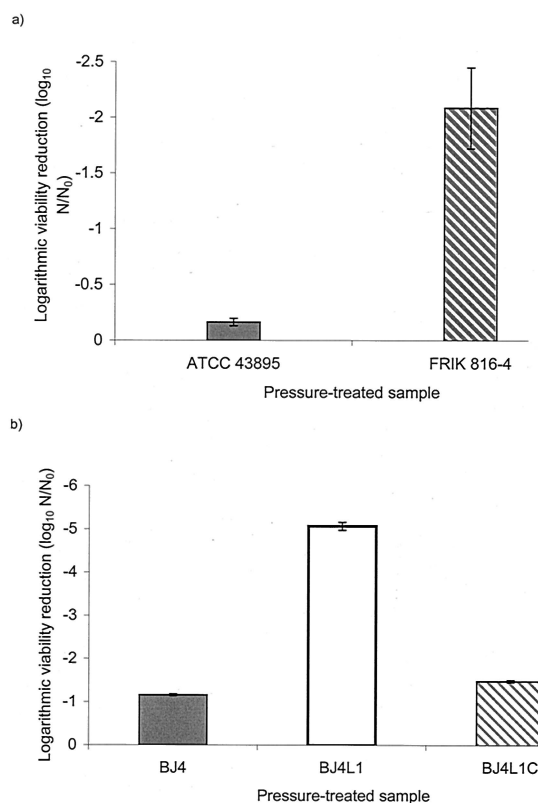 a)
Logarithmic viability reduction (log10
N/N0)
-2.5
-2
-1.5
-1
-0.5
0
ATCC 43895
FRIK 816-4
Pressure-treated sample
b)
Logarithmic viability reduction (log10 N/N0)
-6
-5
-4
-3
-2
-1
0
BJ4
BJ4L1
BJ4L1C
Pressure-treated sample